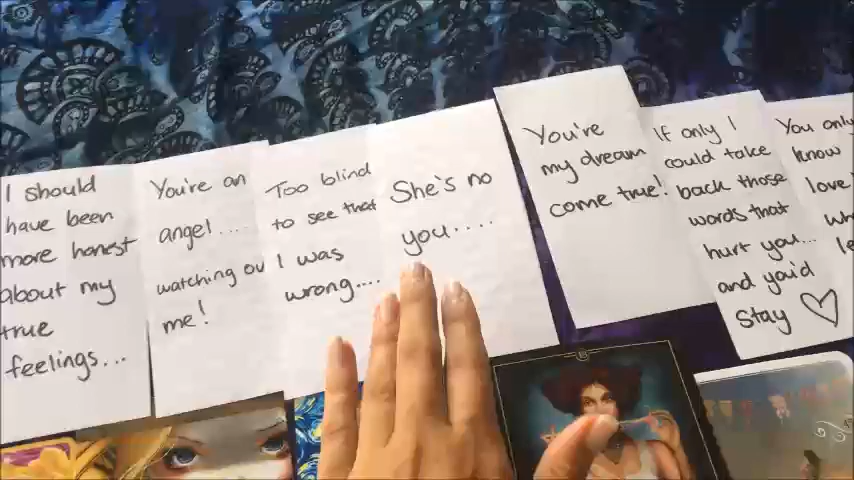 I should
have been
more honest
about my
true
feelings...
You're an
angel....
watching ov
me!
Too blind
to see that
I was
wrong....
She's no
you....
You're
my dream
come true!
If only I
could take
back those
words that
hurt you...
and you'd
stay
You only
know
love